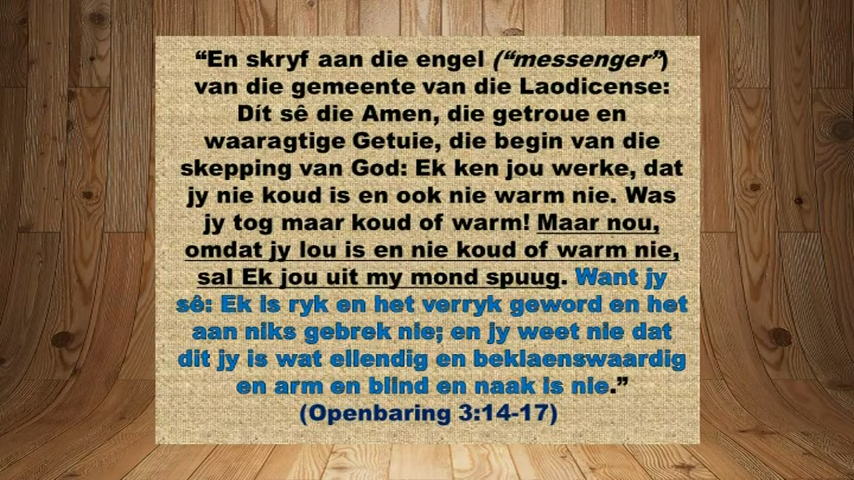 “En skryf aan die engel (“messenger”)
van die gemeente van die Laodicense:
Dít sê die Amen, die getroue en
waaragtige Getuie, die begin van die
skepping van God: Ek ken jou werke, dat
jy nie koud is en ook nie warm nie. Was
jy tog maar koud of warm! Maar nou,
omdat jy lou is en nie koud of warm nie,
sal Ek jou uit my mond spuug. Want jy
sê: Ek is ryk en het verryk geword en het
aan niks gebrek nie; en jy weet nie dat
dit jy is wat ellendig en beklaenswaardig
en arm en blind en naak is nie.”
(Openbaring 3:14-17)